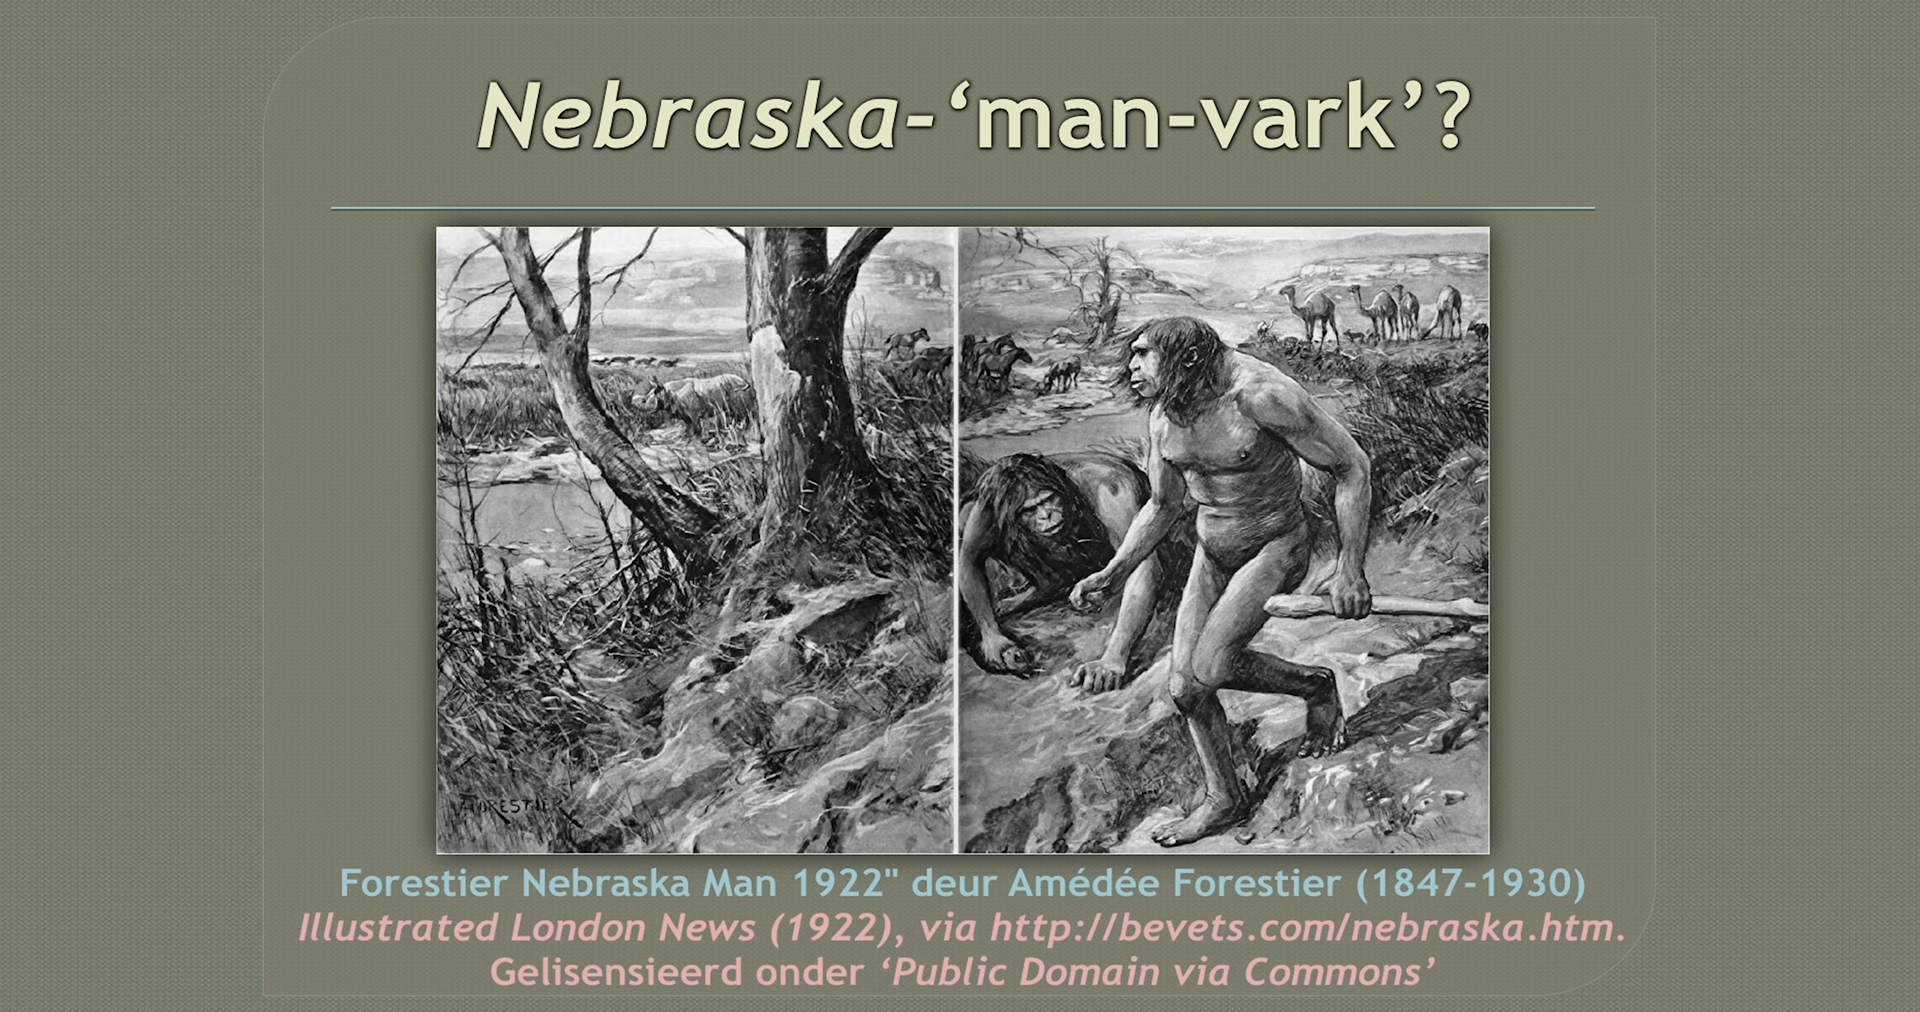 Nebraska-‘man-vark’?
A. FORESTIER
Forestier Nebraska Man 1922" deur Amédée Forestier (1847-1930)
Illustrated London News (1922), via http://bevets.com/nebraska.htm.
Gelisensieerd onder ‘Public Domain via Commons’